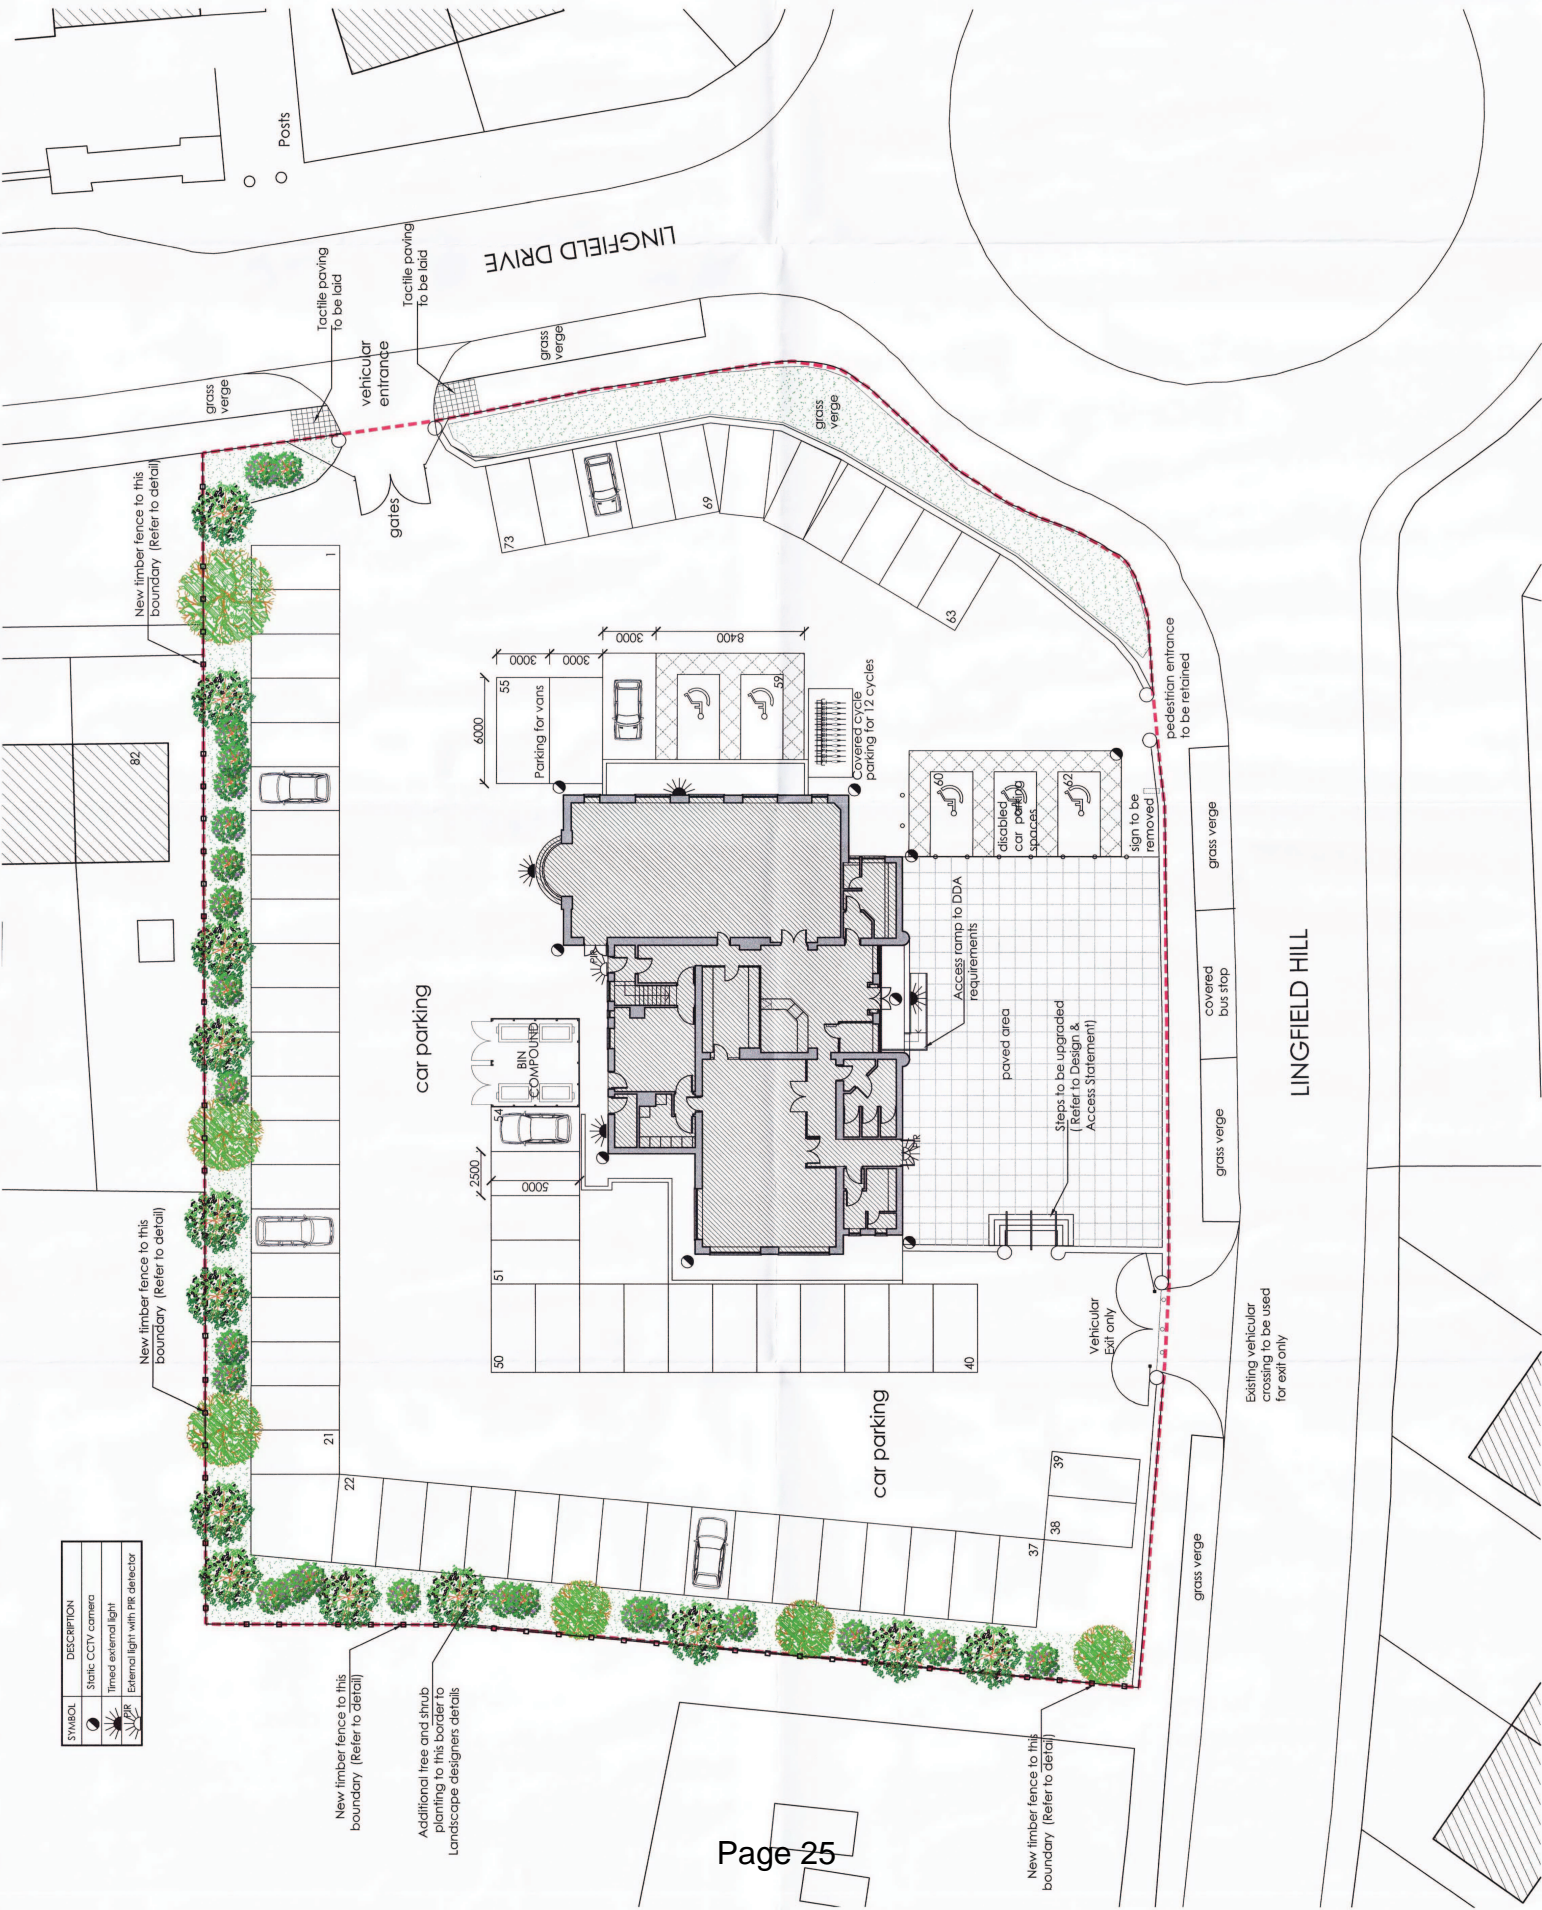 Posts
LINGFIELD DRIVE
Tactile paving
to be laid
Tactile paving
to be laid
vehicular
entrance
grass
verge
grass
verge
grass
verge
gates
New timber fence to this
boundary (Refer to detail)
1
73
69
63
82
55
Parking for vans
6000
3000
3000
3000
8400
59
Covered cycle
parking for 12 cycles
pedestrian entrance
to be retained
60
disabled
car parking
spaces
62
sign to be
removed
grass verge
covered
bus stop
grass verge
LINGFIELD HILL
car parking
BIN
COMPOUND
54
2500
5000
PIR
PIR
Access ramp to DDA
requirements
paved area
Steps to be upgraded
( Refer to Design &
Access Statement)
New timber fence to this
boundary (Refer to detail)
21
22
51
50
40
Vehicular
Exit only
Existing vehicular
crossing to be used
for exit only
car parking
39
38
37
grass verge
SYMBOL
DESCRIPTION
Static CCTV camera
Timed external light
PIR
External light with PIR detector
New timber fence to this
boundary (Refer to detail)
Additional tree and shrub
planting to this border to
Landscape designers details
New timber fence to this
boundary (Refer to detail)
Page 25